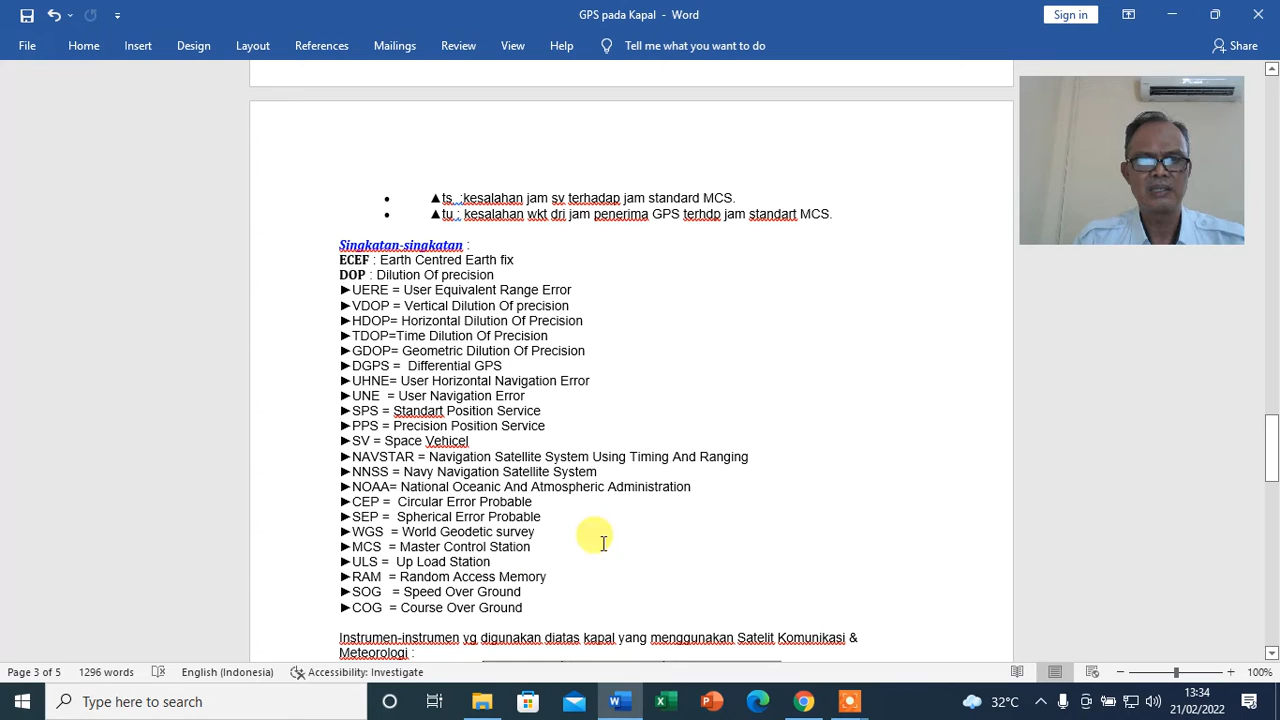 GPS pada Kapal - Word
Sign in
File Home Insert Design Layout References Mailings Review View Help Tell me what you want to do Share
• ▲ts :kesalahan jam sv terhadap jam standard MCS.
• ▲tu : kesalahan wkt dri jam penerima GPS terhdp jam standart MCS.
Singkatan-singkatan :
ECEF : Earth Centred Earth fix
DOP : Dilution Of precision
►UERE = User Equivalent Range Error
►VDOP = Vertical Dilution Of precision
►HDOP= Horizontal Dilution Of Precision
►TDOP=Time Dilution Of Precision
►GDOP= Geometric Dilution Of Precision
►DGPS = Differential GPS
►UHNE= User Horizontal Navigation Error
►UNE = User Navigation Error
►SPS = Standart Position Service
►PPS = Precision Position Service
►SV = Space Vehicel
►NAVSTAR = Navigation Satellite System Using Timing And Ranging
►NNSS = Navy Navigation Satellite System
►NOAA= National Oceanic And Atmospheric Administration
►CEP = Circular Error Probable
►SEP = Spherical Error Probable
►WGS = World Geodetic survey
►MCS = Master Control Station
►ULS = Up Load Station
►RAM = Random Access Memory
►SOG = Speed Over Ground
►COG = Course Over Ground
Instrumen-instrumen yg digunakan diatas kapal yang menggunakan Satelit Komunikasi &
Meteorologi :
Page 3 of 5 1296 words English (Indonesia) Accessibility: Investigate 100%
Type here to search 32°C 13:34
21/02/2022